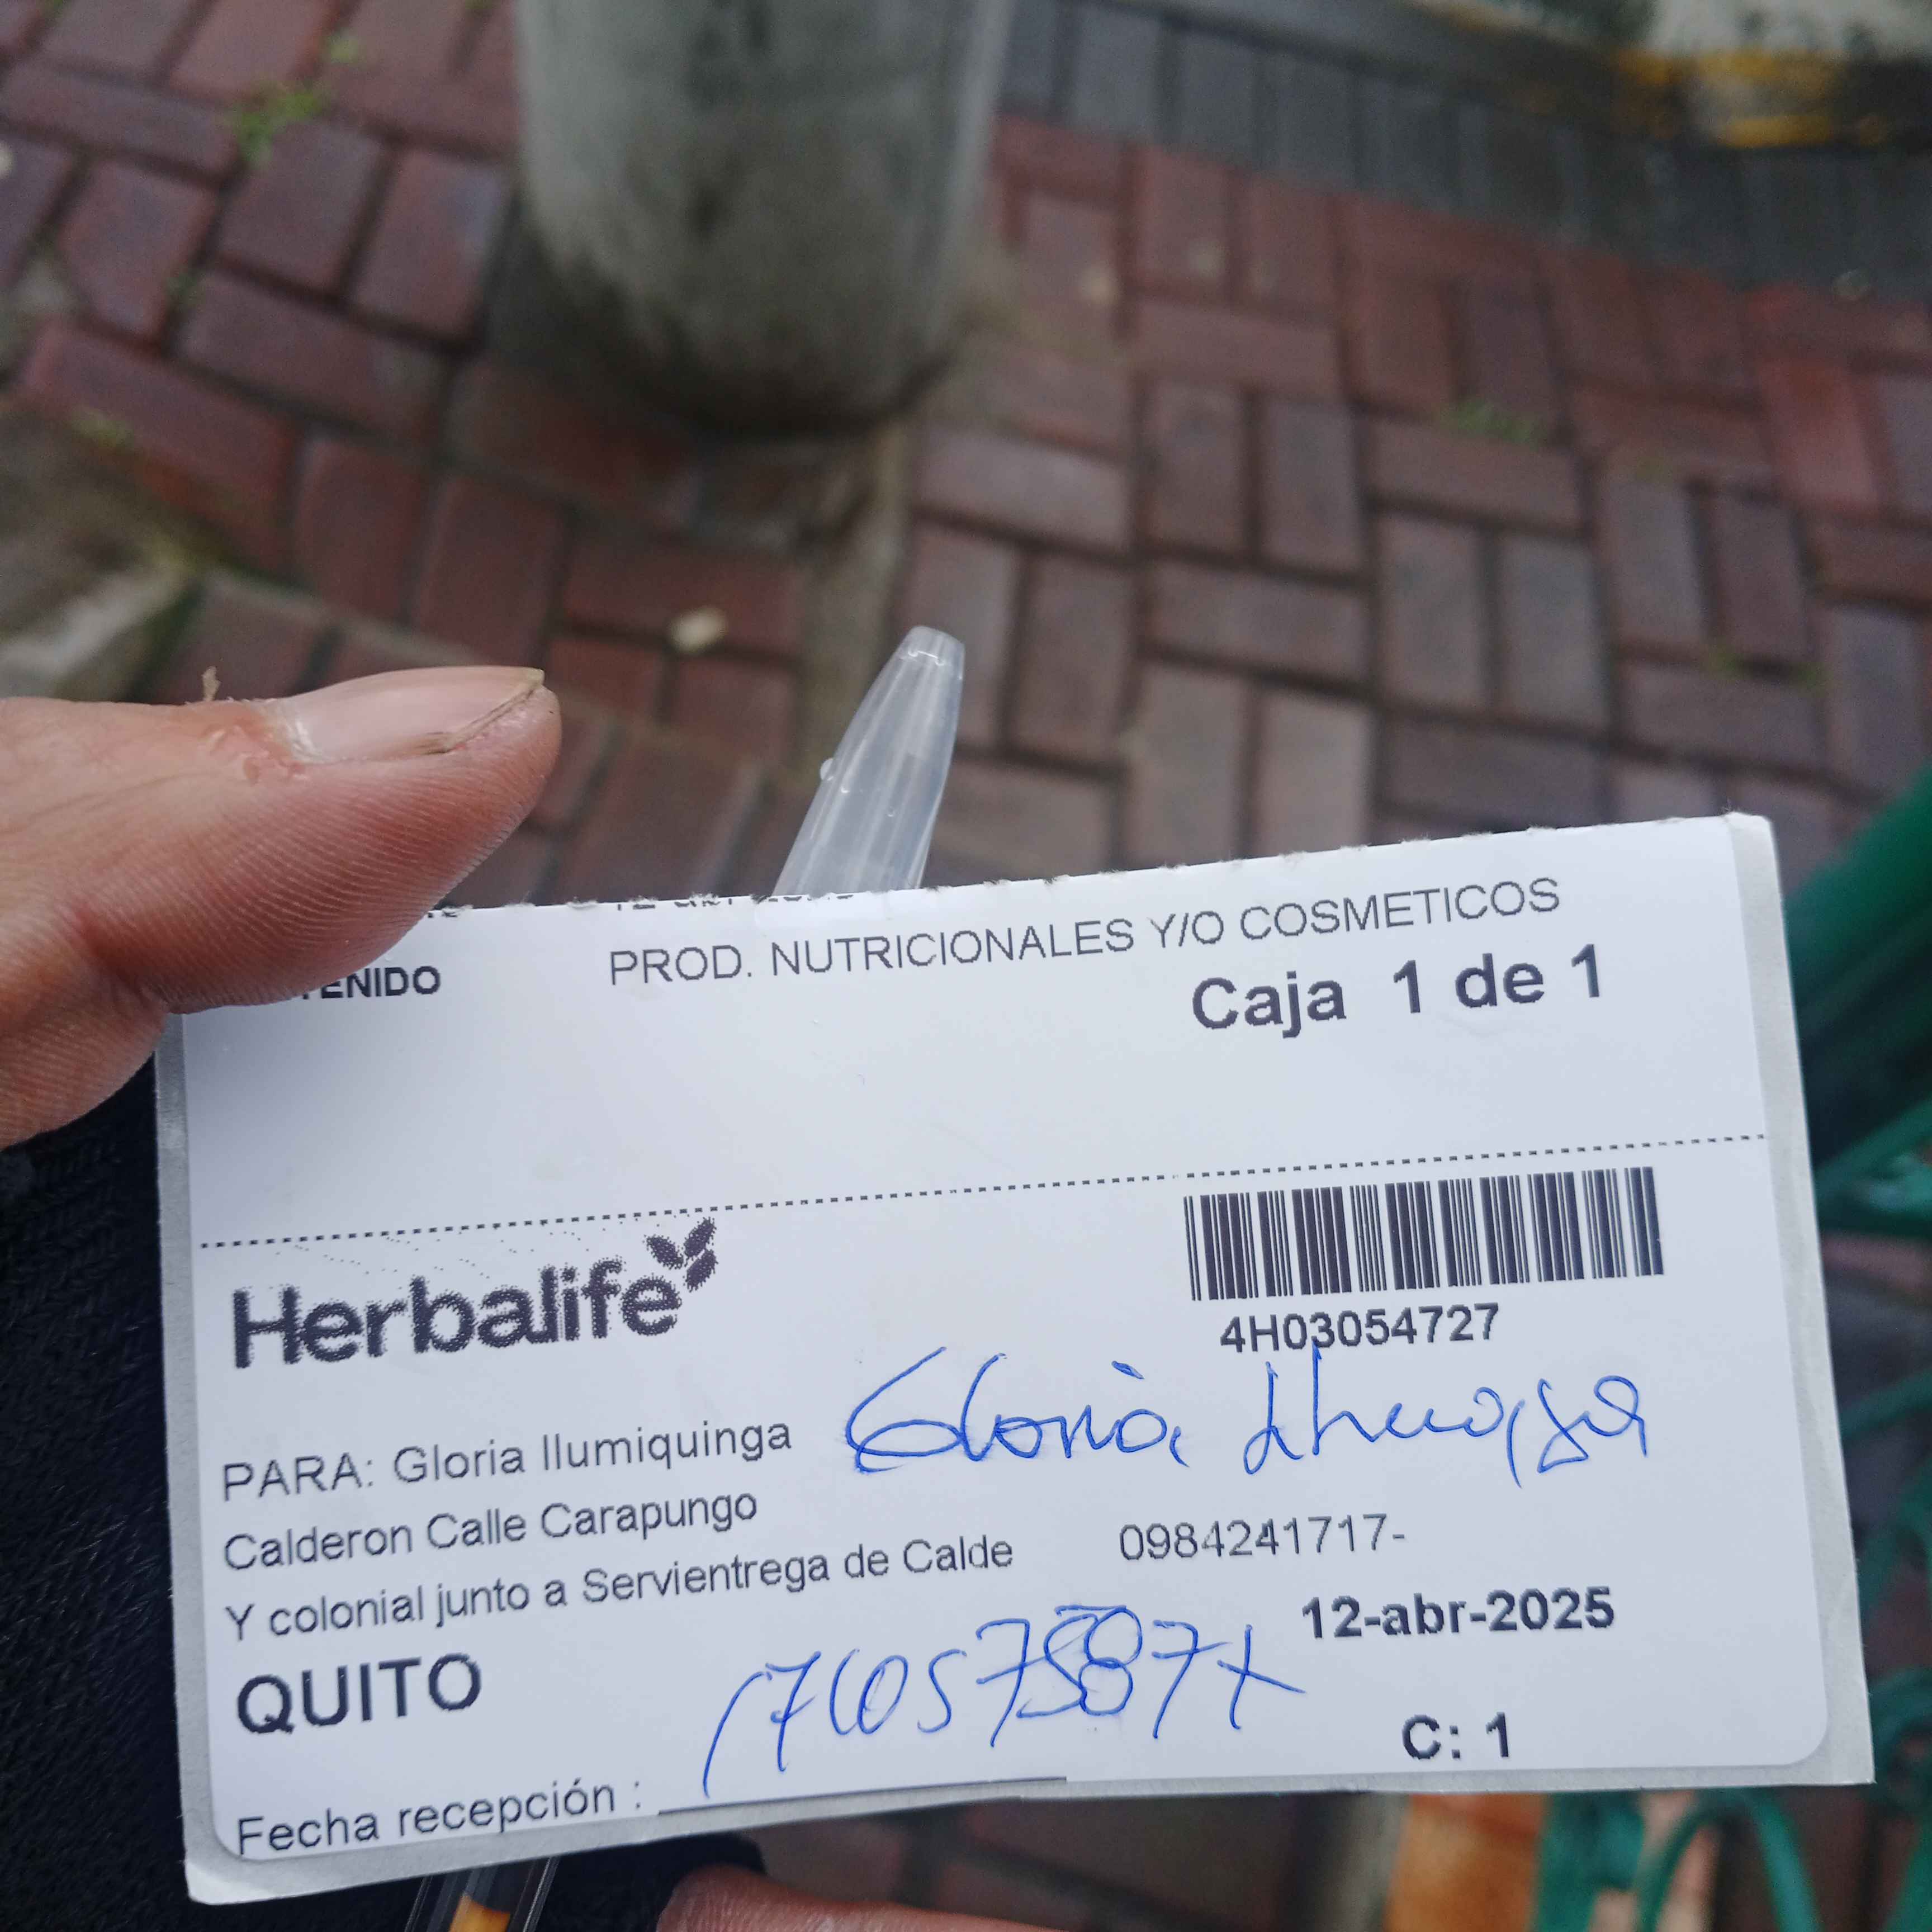 TENIDO PROD. NUTRICIONALES Y/O COSMETICOS
Caja 1 de 1
Herbalife
4H03054727
PARA: Gloria Ilumiquinga Gloria
Calderon Calle Carapungo
Y colonial junto a Servientrega de Calde 0984241717-
12-abr-2025
QUITO
C: 1
Fecha recepción :